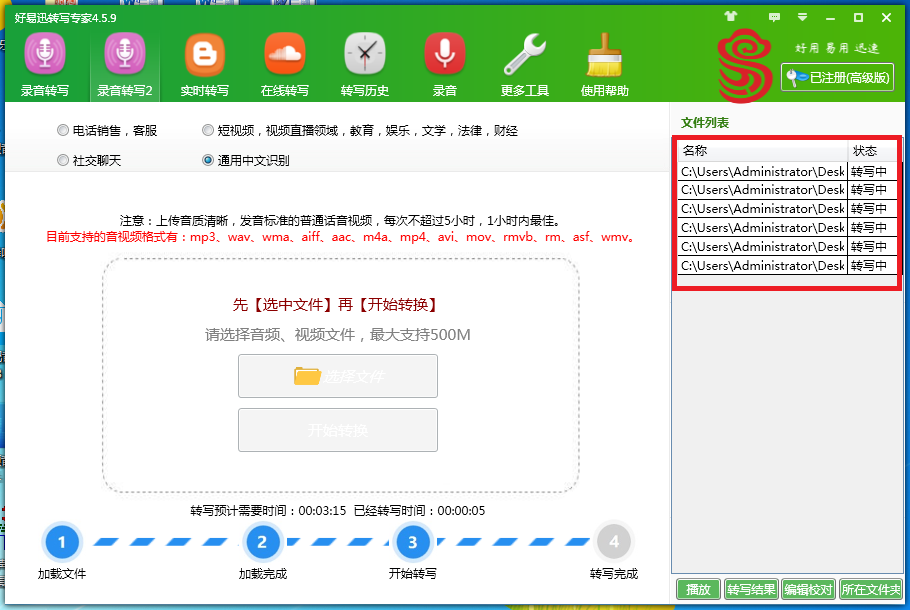 好易迅转写专家4.5.9
录音转写 录音转写2 实时转写 在线转写 转写历史 录音 更多工具 使用帮助
好用 易用 迅速
已注册(高级版)
电话销售，客服 短视频，视频直播领域，教育，娱乐，文学，法律，财经
社交聊天 通用中文识别
注意：上传音质清晰，发音标准的普通话音视频，每次不超过5小时，1小时内最佳。
目前支持的音视频格式有：mp3、wav、wma、aiff、aac、m4a、mp4、avi、mov、rmvb、rm、asf、wmv。
先【选中文件】再【开始转换】
请选择音频、视频文件，最大支持500M
选择文件
开始转换
转写预计需要时间：00:03:15 已经转写时间：00:00:05
1 2 3 4
加载文件 加载完成 开始转写 转写完成
文件列表
名称 状态
C:\Users\Administrator\Desk 转写中
C:\Users\Administrator\Desk 转写中
C:\Users\Administrator\Desk 转写中
C:\Users\Administrator\Desk 转写中
C:\Users\Administrator\Desk 转写中
C:\Users\Administrator\Desk 转写中
播放 转写结果 编辑校对 所在文件夹